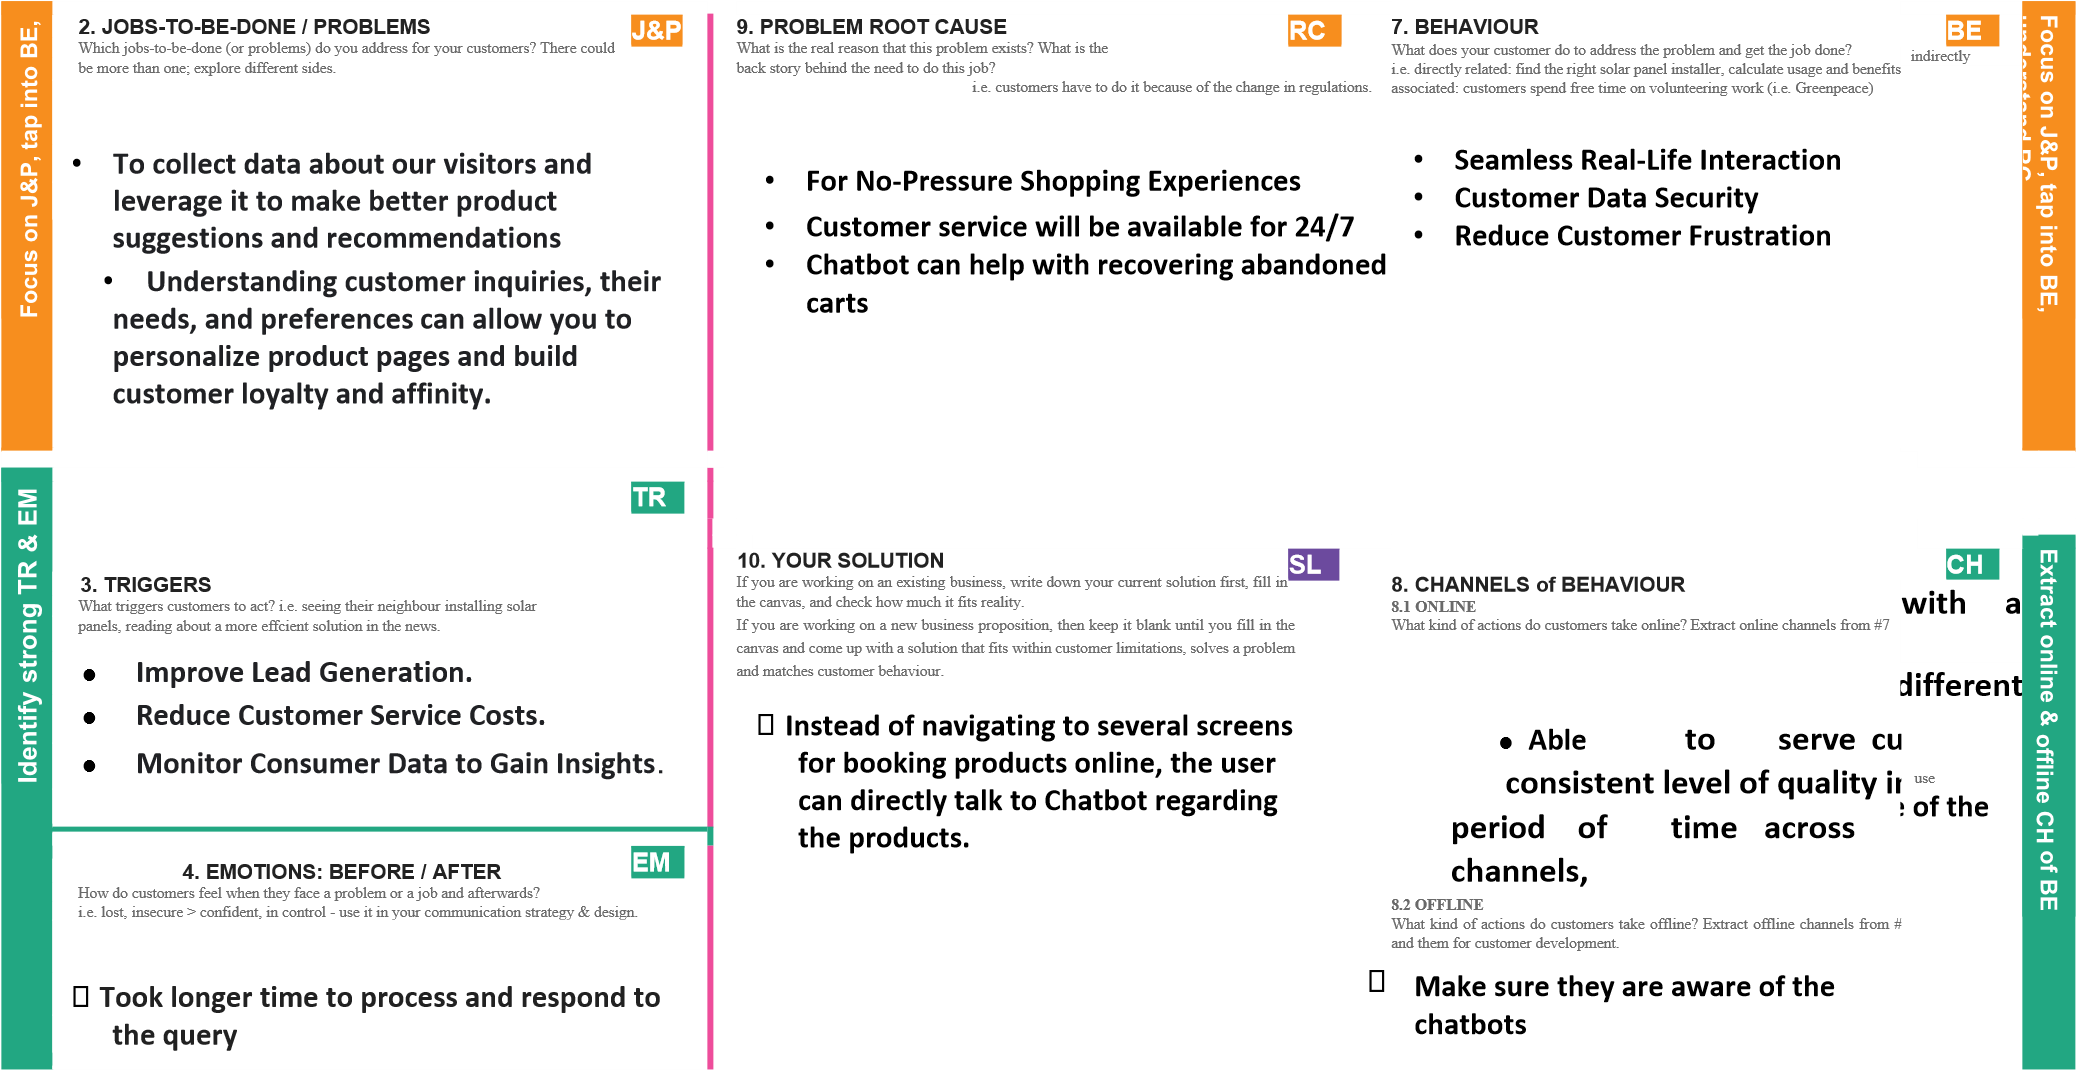 Focus on J&P, tap into BE,
2. JOBS-TO-BE-DONE / PROBLEMS
J&P
Which jobs-to-be-done (or problems) do you address for your customers? There could
be more than one; explore different sides.
• To collect data about our visitors and
leverage it to make better product
suggestions and recommendations
• Understanding customer inquiries, their
needs, and preferences can allow you to
personalize product pages and build
customer loyalty and affinity.
9. PROBLEM ROOT CAUSE
RC
What is the real reason that this problem exists? What is the
back story behind the need to do this job?
i.e. customers have to do it because of the change in regulations.
• For No-Pressure Shopping Experiences
• Customer service will be available for 24/7
• Chatbot can help with recovering abandoned
carts
7. BEHAVIOUR
BE
What does your customer do to address the problem and get the job done?
indirectly
i.e. directly related: find the right solar panel installer, calculate usage and benefits
associated: customers spend free time on volunteering work (i.e. Greenpeace)
• Seamless Real-Life Interaction
• Customer Data Security
• Reduce Customer Frustration
Focus on J&P, tap into BE,
understand RC
Identify strong TR & EM
TR
3. TRIGGERS
What triggers customers to act? i.e. seeing their neighbour installing solar
panels, reading about a more effcient solution in the news.
● Improve Lead Generation.
● Reduce Customer Service Costs.
● Monitor Consumer Data to Gain Insights.
4. EMOTIONS: BEFORE / AFTER
EM
How do customers feel when they face a problem or a job and afterwards?
i.e. lost, insecure > confident, in control - use it in your communication strategy & design.
Took longer time to process and respond to
the query
10. YOUR SOLUTION
SL
If you are working on an existing business, write down your current solution first, fill in
the canvas, and check how much it fits reality.
If you are working on a new business proposition, then keep it blank until you fill in the
canvas and come up with a solution that fits within customer limitations, solves a problem
and matches customer behaviour.
Instead of navigating to several screens
for booking products online, the user
can directly talk to Chatbot regarding
the products.
8. CHANNELS of BEHAVIOUR
CH
8.1 ONLINE
with a
What kind of actions do customers take online? Extract online channels from #7
different
● Able to serve cu
consistent level of quality in
use
of the
period of time across
channels,
8.2 OFFLINE
What kind of actions do customers take offline? Extract offline channels from #
and them for customer development.
Make sure they are aware of the
chatbots
Extract online & offline CH of BE